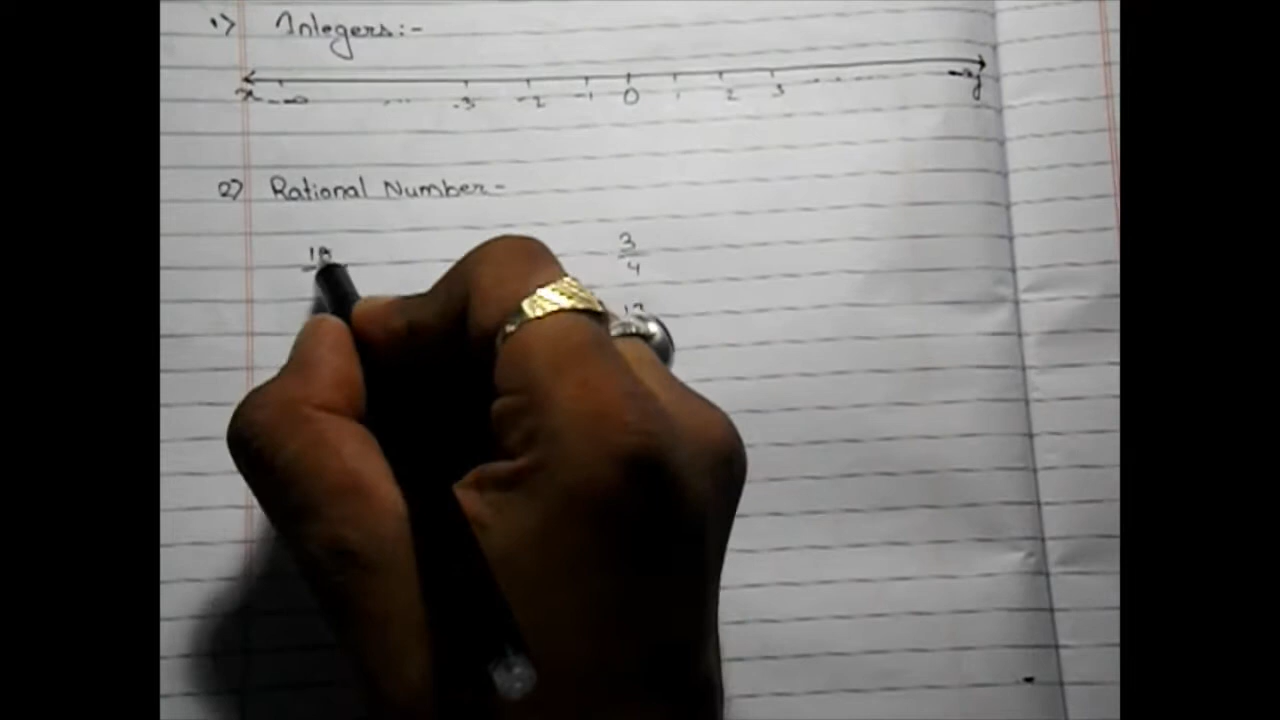 1.) Integers:-
x -∞ ... -3 -2 -1 0 1 2 3 ...... y
2) Rational Number-
3
4